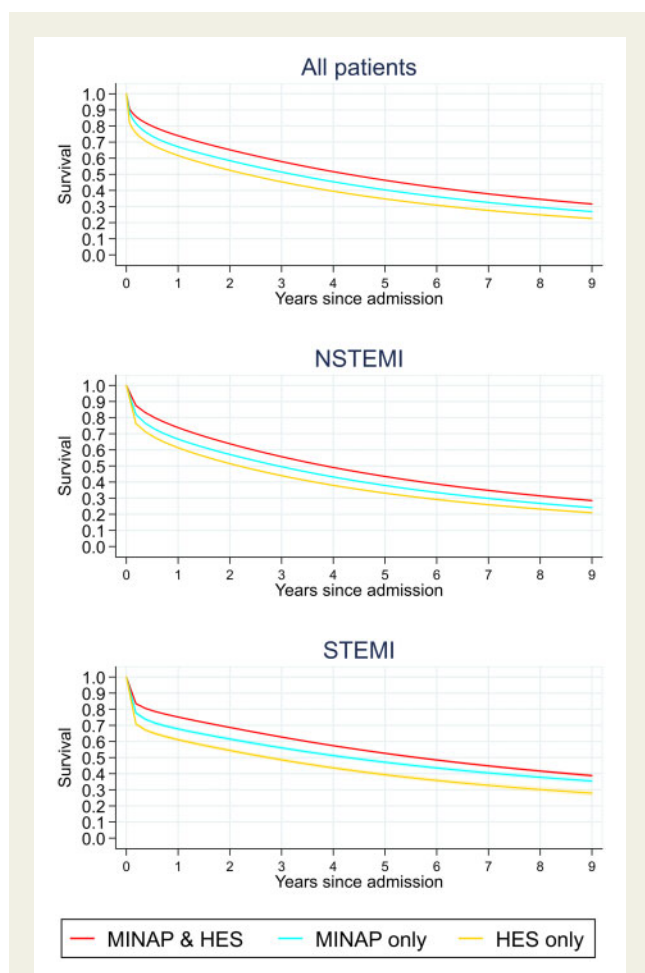 All patients
1.0
0.9
0.8
0.7
0.6
0.5
0.4
0.3
0.2
0.1
0.0
Survival
0 1 2 3 4 5 6 7 8 9
Years since admission
NSTEMI
1.0
0.9
0.8
0.7
0.6
0.5
0.4
0.3
0.2
0.1
0.0
Survival
0 1 2 3 4 5 6 7 8 9
Years since admission
STEMI
1.0
0.9
0.8
0.7
0.6
0.5
0.4
0.3
0.2
0.1
0.0
Survival
0 1 2 3 4 5 6 7 8 9
Years since admission
MINAP & HES MINAP only HES only